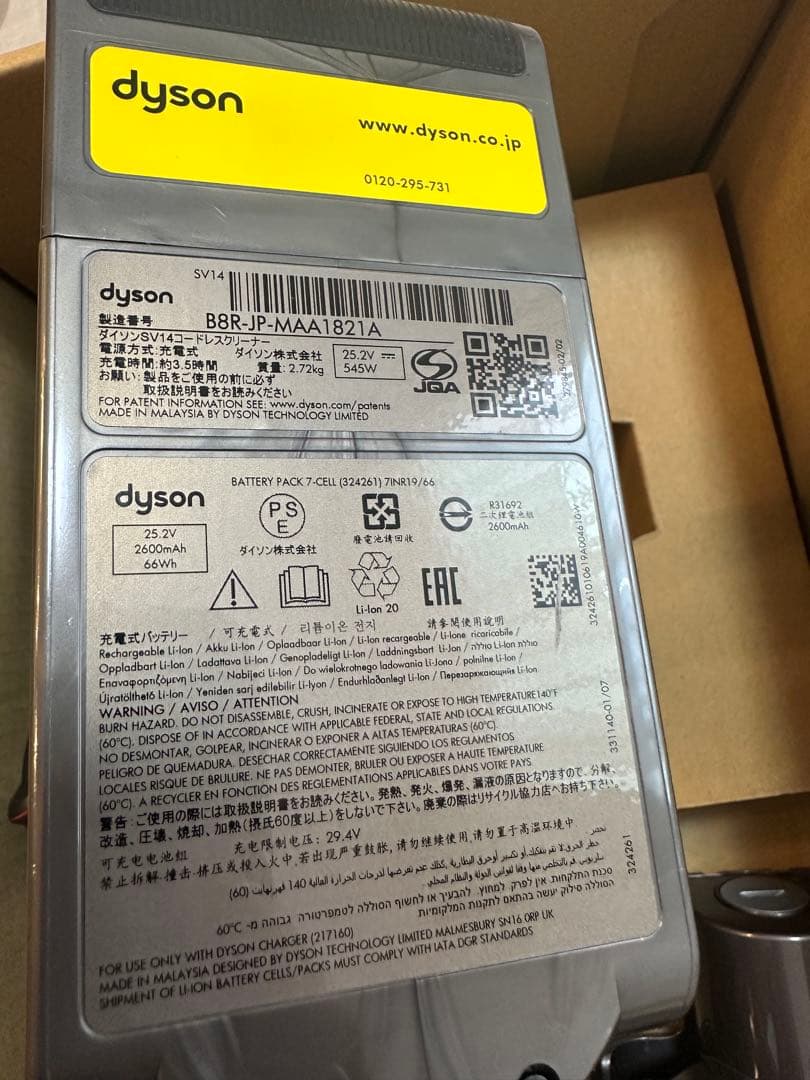 dyson
www.dyson.co.jp
0120-295-731
SV14
dyson
製造番号
B8R-JP-MAA1821A
ダイソンSV14コードレスクリーナー
電源方式:充電式 ダイソン株式会社
充電時間:約3.5時間 質量: 2.72kg
お願い:製品をご使用の前に必ず
取扱説明書をお読みください
25.2V ⎓
545W
JQA
FOR PATENT INFORMATION SEE: www.dyson.com/patents
MADE IN MALAYSIA BY DYSON TECHNOLOGY LIMITED
BATTERY PACK 7-CELL (324261) 7INR19/66
dyson
25.2V
2600mAh
66Wh
PS
E
ダイソン株式会社
廢電池請回收
R31692
二次鋰電池組
2600mAh
Li-Ion 20
EAC
請參閱使用說明
324261010619A004610W
充電式バッテリー / 可充電式 / 리튬이온 전지
Rechargeable Li-Ion / Akku Li-Ion / Oplaadbaar Li-Ion / Li-Ion recargeable / Li-Ione ricaricabile /
Oppladbart Li-Ion / Ladattava Li-Ion / Genopladeligt Li-Ion / Laddningsbart Li-Jon / סוללת Li-Ion /
Επαναφορτιζόμενη Li-Ion / Nabíjecí Li-Ion / Do wielokrotnego ładowania Li-Jono / polnilne Li-Ion /
Újratölthető Li-Ion / Yeniden şarj edilebilir Li-Iyon / Endurhlaðanlegt Li-Ion / Перезаряжающийся Li-Ion
WARNING / AVISO / ATTENTION
BURN HAZARD. DO NOT DISASSEMBLE, CRUSH, INCINERATE OR EXPOSE TO HIGH TEMPERATURE 140°F
(60°C). DISPOSE OF IN ACCORDANCE WITH APPLICABLE FEDERAL, STATE AND LOCAL REGULATIONS.
NO DESMONTAR, GOLPEAR, INCINERAR O EXPONER A ALTAS TEMPERATURAS (60°C).
PELIGRO DE QUEMADURA. DESECHAR CORRECTAMENTE SIGUIENDO LOS REGLAMENTOS
LOCALES RISQUE DE BRULURE. NE PAS DEMONTER, BRULER OU EXPOSER A HAUTE TEMPERATURE
(60°C). A RECYCLER EN FONCTION DES REGLEMENTATIONS APPLICABLES DANS VOTRE PAYS.
警告:ご使用の際には取扱説明書をお読みください。発熱、発火、爆発、漏液の原因となりますので、分解、
改造、圧壊、焼却、加熱(摂氏60度以上)をしないで下さい。廃棄の際はリサイクル協力店へお持ち下さい。
可充电电池组 充电限制电压: 29.4V
禁止拆解·撞击·挤压或投入火中,若出现严重鼓胀,请勿继续使用,请勿置于高温环境中
331140-01/07
324261
FOR USE ONLY WITH DYSON CHARGER (217160)
MADE IN MALAYSIA DESIGNED BY DYSON TECHNOLOGY LIMITED MALMESBURY SN16 0RP UK
SHIPMENT OF LI-ION BATTERY CELLS/PACKS MUST COMPLY WITH IATA DGR STANDARDS